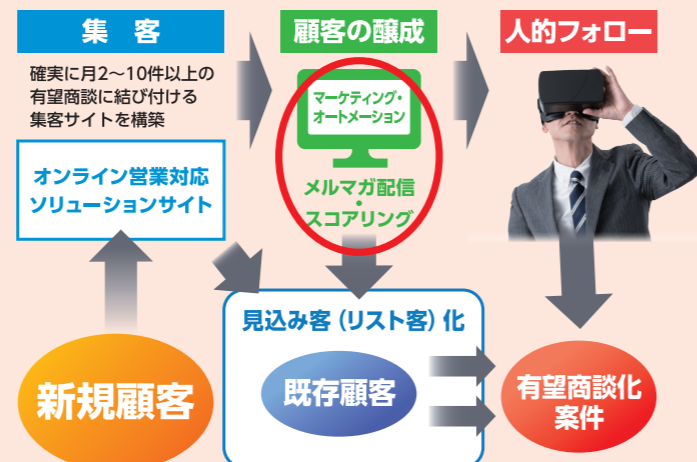 集 客
顧客の醸成
人的フォロー
確実に月2〜10件以上の
有望商談に結び付ける
集客サイトを構築
オンライン営業対応
ソリューションサイト
マーケティング・
オートメーション
メルマガ配信
・
スコアリング
見込み客（リスト客）化
新規顧客
既存顧客
有望商談化
案件